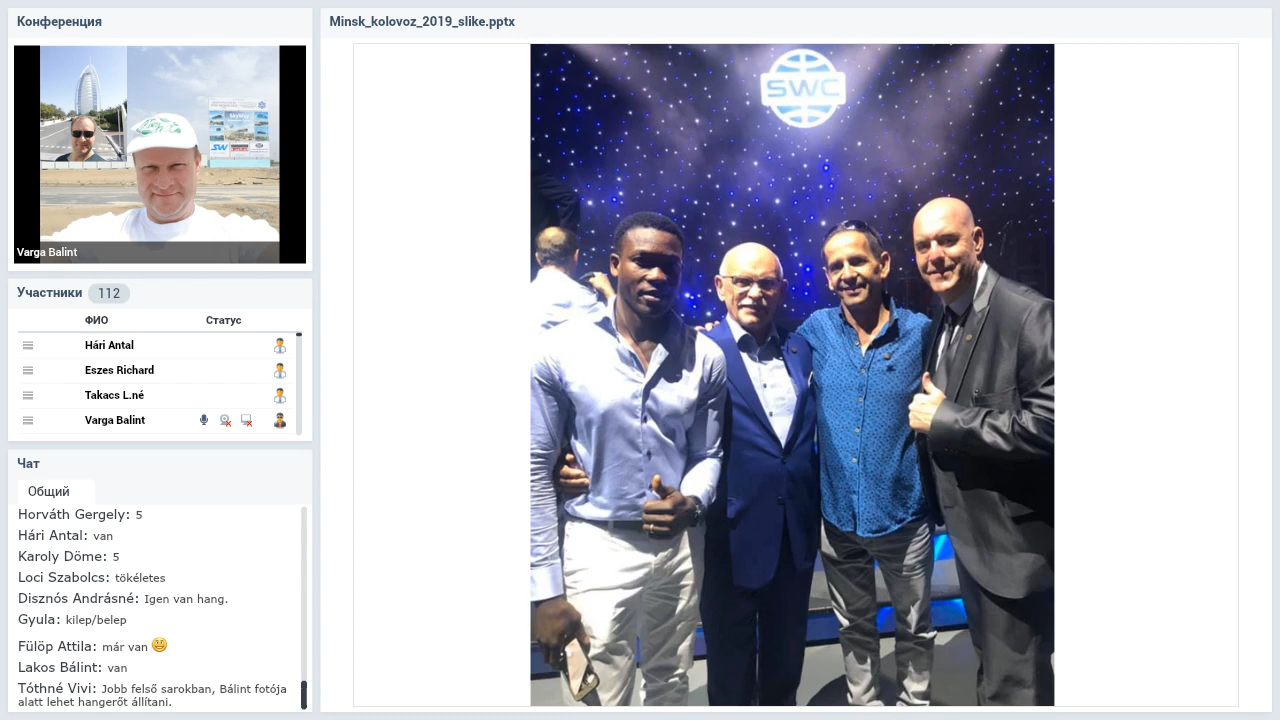 Конференция
Varga Balint
SkyWay
SW
Участники 112
ФИО Статус
Hári Antal
Eszes Richard
Takacs L.né
Varga Balint
Чат
Общий
Horváth Gergely: 5
Hári Antal: van
Karoly Döme: 5
Loci Szabolcs: tökéletes
Disznós Andrásné: Igen van hang.
Gyula: kilep/belep
Fülöp Attila: már van
Lakos Bálint: van
Tóthné Vivi: Jobb felső sarokban, Bálint fotója
alatt lehet hangerőt állítani.
Minsk_kolovoz_2019_slike.pptx
SWC